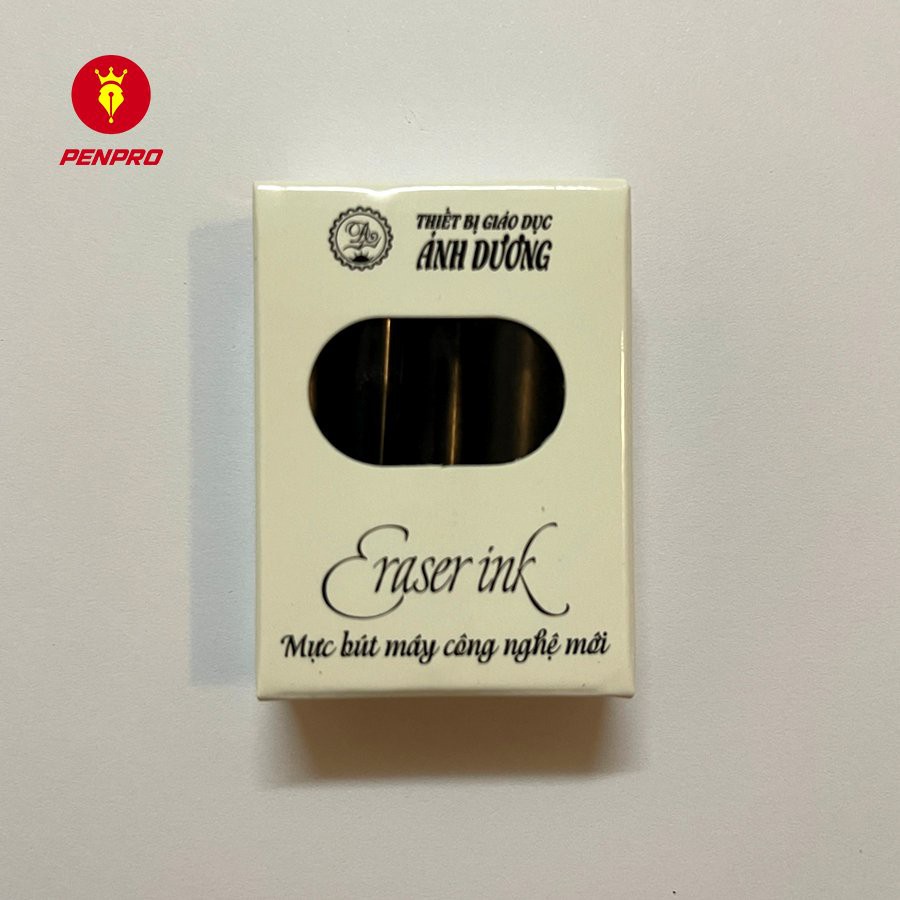 PENPRO
THIẾT BỊ GIÁO DỤC
ÁNH DƯƠNG
Eraser ink
Mực bút máy công nghệ mới